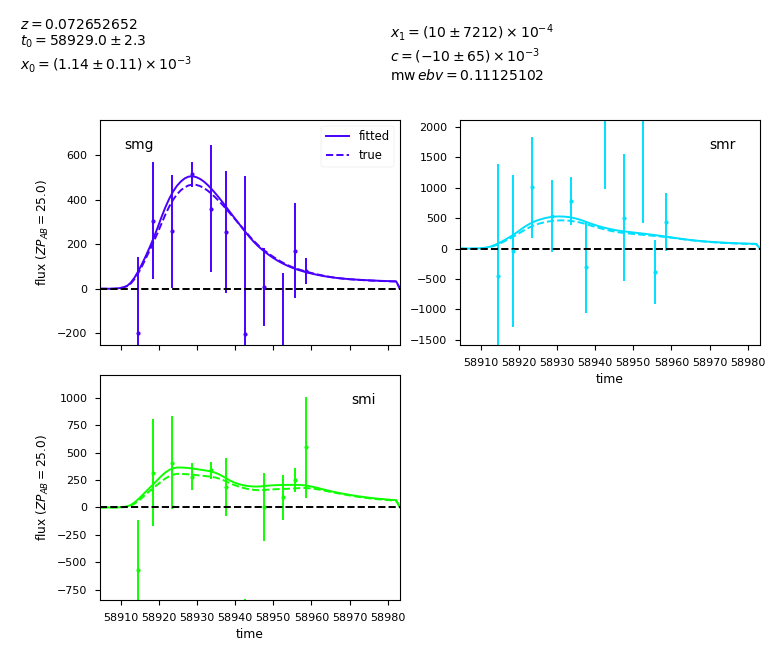 z = 0.072652652
t₀ = 58929.0 ± 2.3
x₀ = (1.14 ± 0.11) × 10⁻³
x₁ = (10 ± 7212) × 10⁻⁴
c = (−10 ± 65) × 10⁻³
mw ebv = 0.11125102
smg
fitted
true
600
400
200
0
−200
flux (ZP_AB = 25.0)
smr
2000
1500
1000
500
0
−500
−1000
−1500
58910 58920 58930 58940 58950 58960 58970 58980
time
smi
1000
750
500
250
0
−250
−500
−750
flux (ZP_AB = 25.0)
58910 58920 58930 58940 58950 58960 58970 58980
time